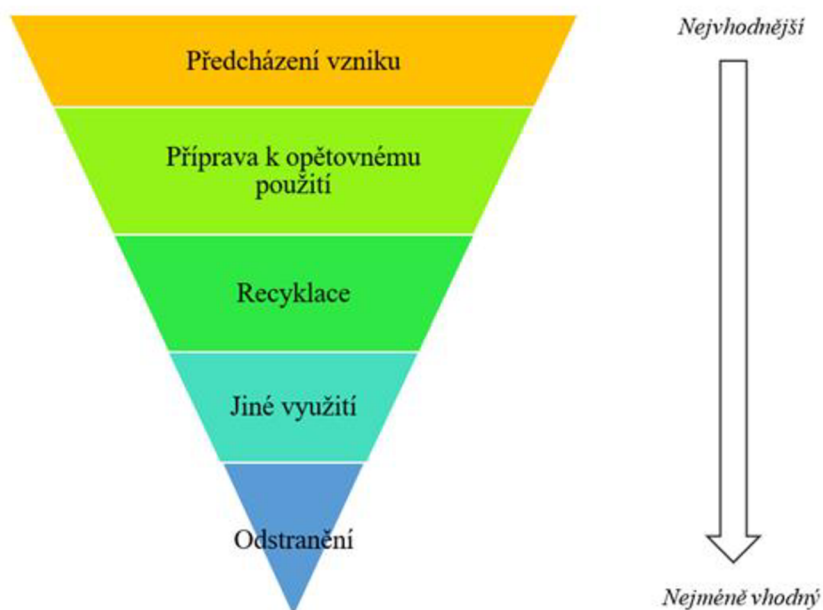 Nejvhodnější
Předcházení vzniku
Příprava k opětovnému
použití
Recyklace
Jiné využití
Odstranění
Nejméně vhodný